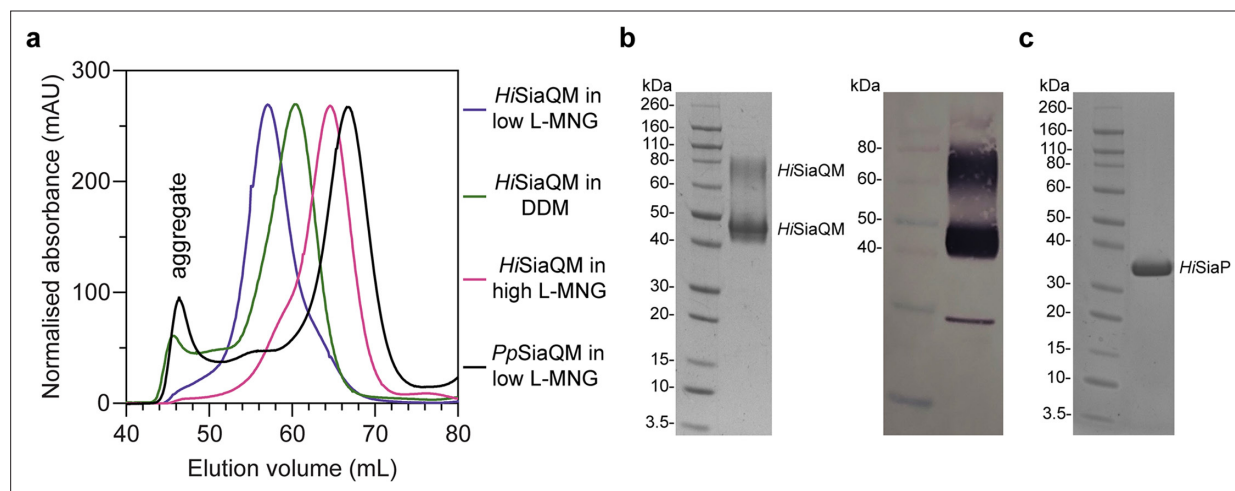 a
Normalised absorbance (mAU)
300
200
100
0
40
50
60
70
80
Elution volume (mL)
aggregate
HiSiaQM in
low L-MNG
HiSiaQM in
DDM
HiSiaQM in
high L-MNG
PpSiaQM in
low L-MNG
b
kDa
260-
160-
110-
80-
60-
50-
40-
30-
20-
15-
10-
3.5-
HiSiaQM
HiSiaQM
kDa
80-
60-
50-
40-
c
kDa
260-
160-
110-
80-
60-
50-
40-
30-
20-
15-
10-
3.5-
HiSiaP